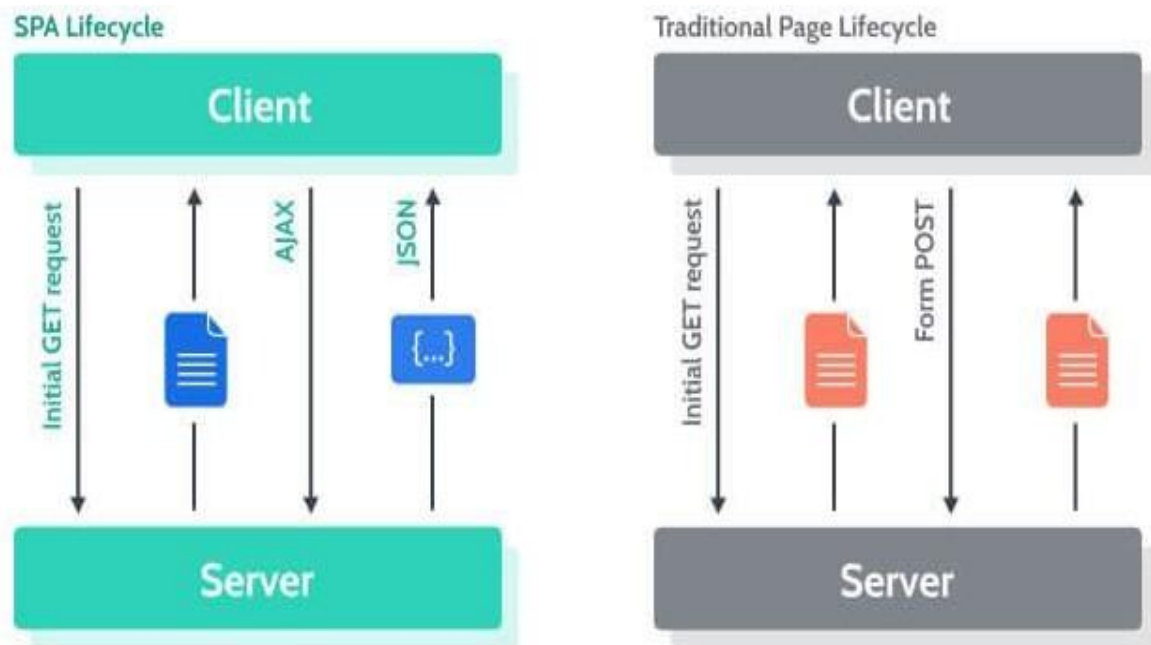 SPA Lifecycle
Client
Initial GET request
AJAX
JSON
{...}
Server
Traditional Page Lifecycle
Client
Initial GET request
Form POST
Server